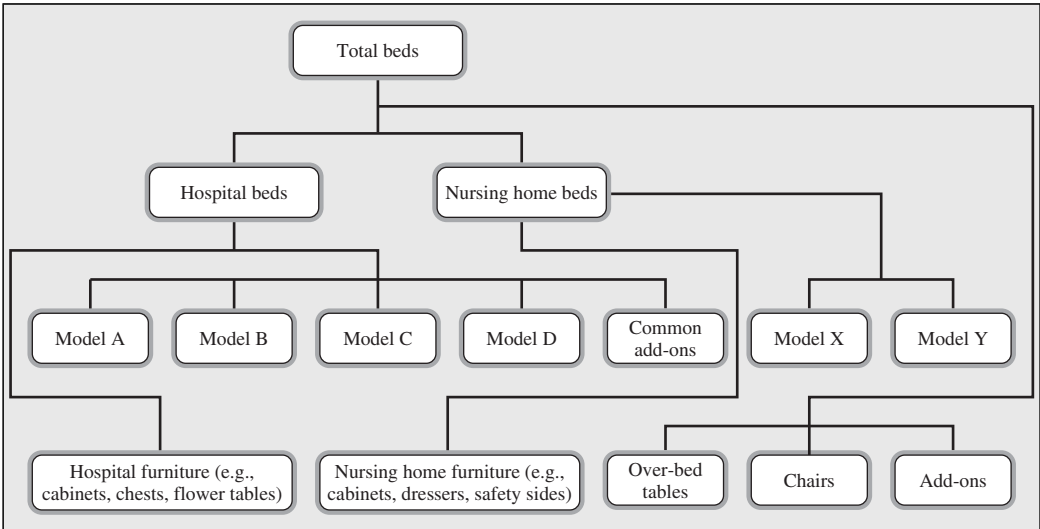 Total beds
Hospital beds
Nursing home beds
Model A
Model B
Model C
Model D
Common
add-ons
Model X
Model Y
Hospital furniture (e.g.,
cabinets, chests, flower tables)
Nursing home furniture (e.g.,
cabinets, dressers, safety sides)
Over-bed
tables
Chairs
Add-ons